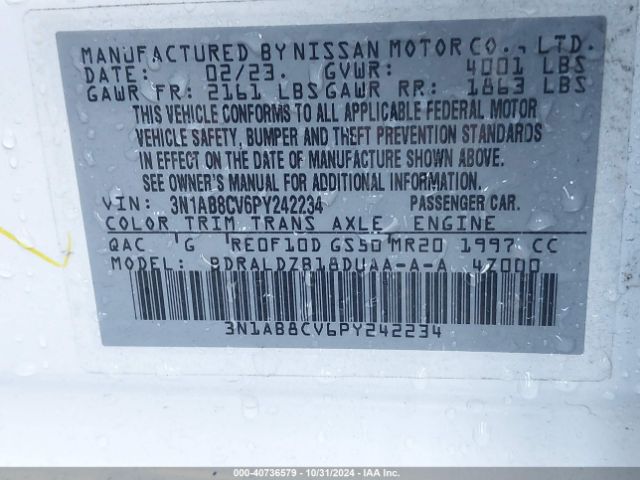 MANUFACTURED BY NISSAN MOTOR CO., LTD.
DATE: 02/23. GVWR: 4001 LBS
GAWR FR: 2161 LBS GAWR RR: 1863 LBS
THIS VEHICLE CONFORMS TO ALL APPLICABLE FEDERAL MOTOR
VEHICLE SAFETY, BUMPER AND THEFT PREVENTION STANDARDS
IN EFFECT ON THE DATE OF MANUFACTURE SHOWN ABOVE.
SEE OWNER'S MANUAL FOR ADDITIONAL INFORMATION.
VIN: 3N1AB8CV6PY242234 PASSENGER CAR.
COLOR TRIM TRANS AXLE ENGINE
QAC G RE0F10D GS50 MR20 1997 CC
MODEL: BDRALDZB18DUAA-A-A 4Z000
3N1AB8CV6PY242234
000-40736579 - 10/31/2024 - IAA Inc.